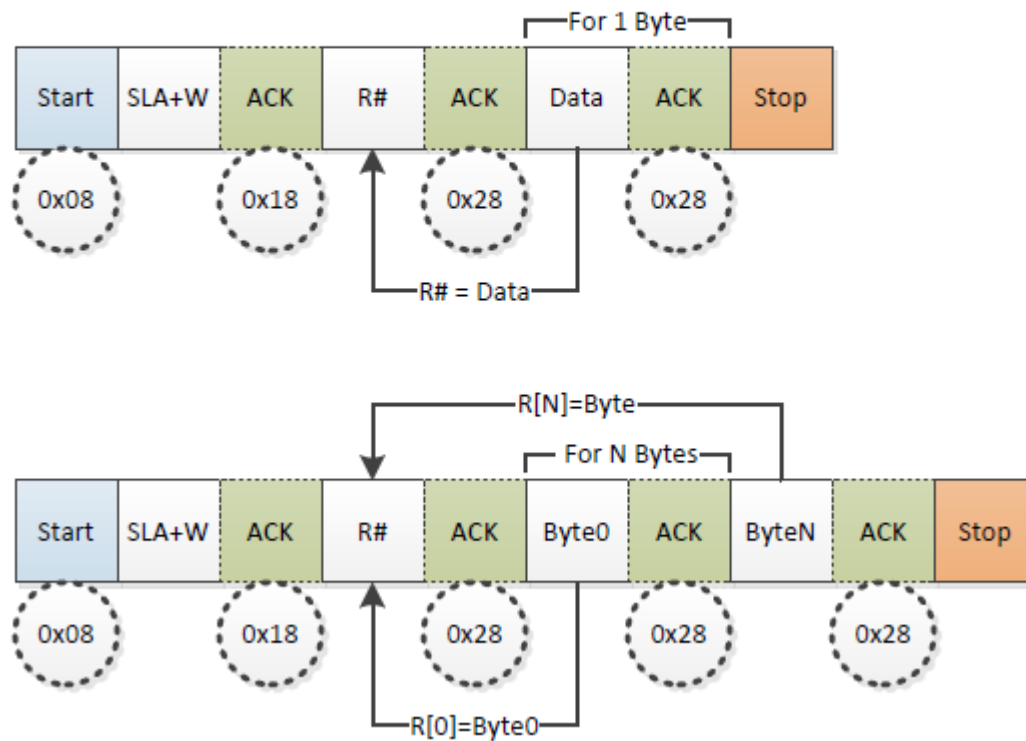 For 1 Byte
Start SLA+W ACK R# ACK Data ACK Stop
0x08 0x18 0x28 0x28
R# = Data
R[N]=Byte
For N Bytes
Start SLA+W ACK R# ACK Byte0 ACK ByteN ACK Stop
0x08 0x18 0x28 0x28 0x28
R[0]=Byte0